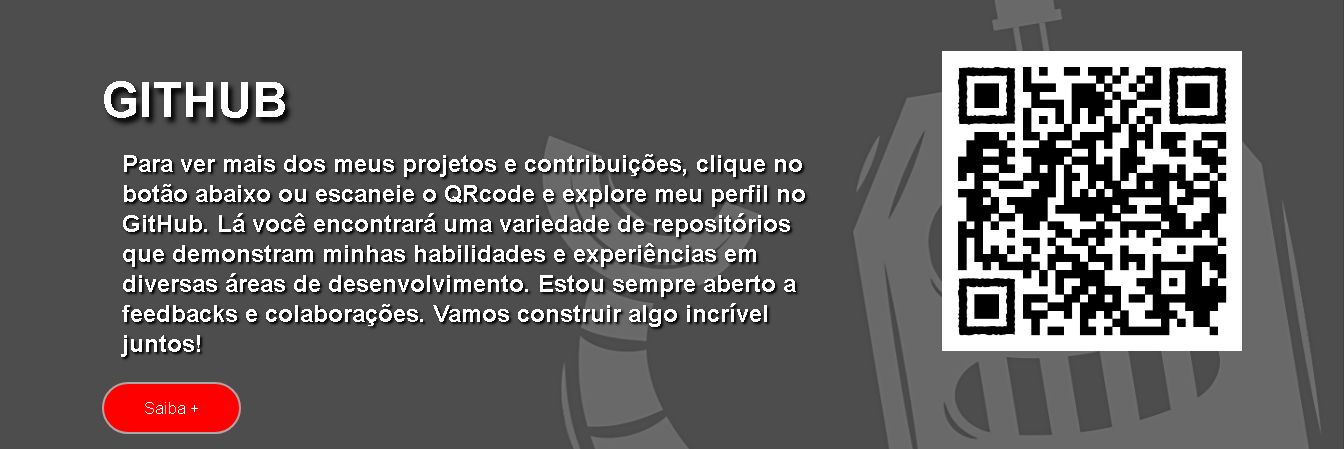 GITHUB
Para ver mais dos meus projetos e contribuições, clique no
botão abaixo ou escaneie o QRcode e explore meu perfil no
GitHub. Lá você encontrará uma variedade de repositórios
que demonstram minhas habilidades e experiências em
diversas áreas de desenvolvimento. Estou sempre aberto a
feedbacks e colaborações. Vamos construir algo incrível
juntos!
Saiba +